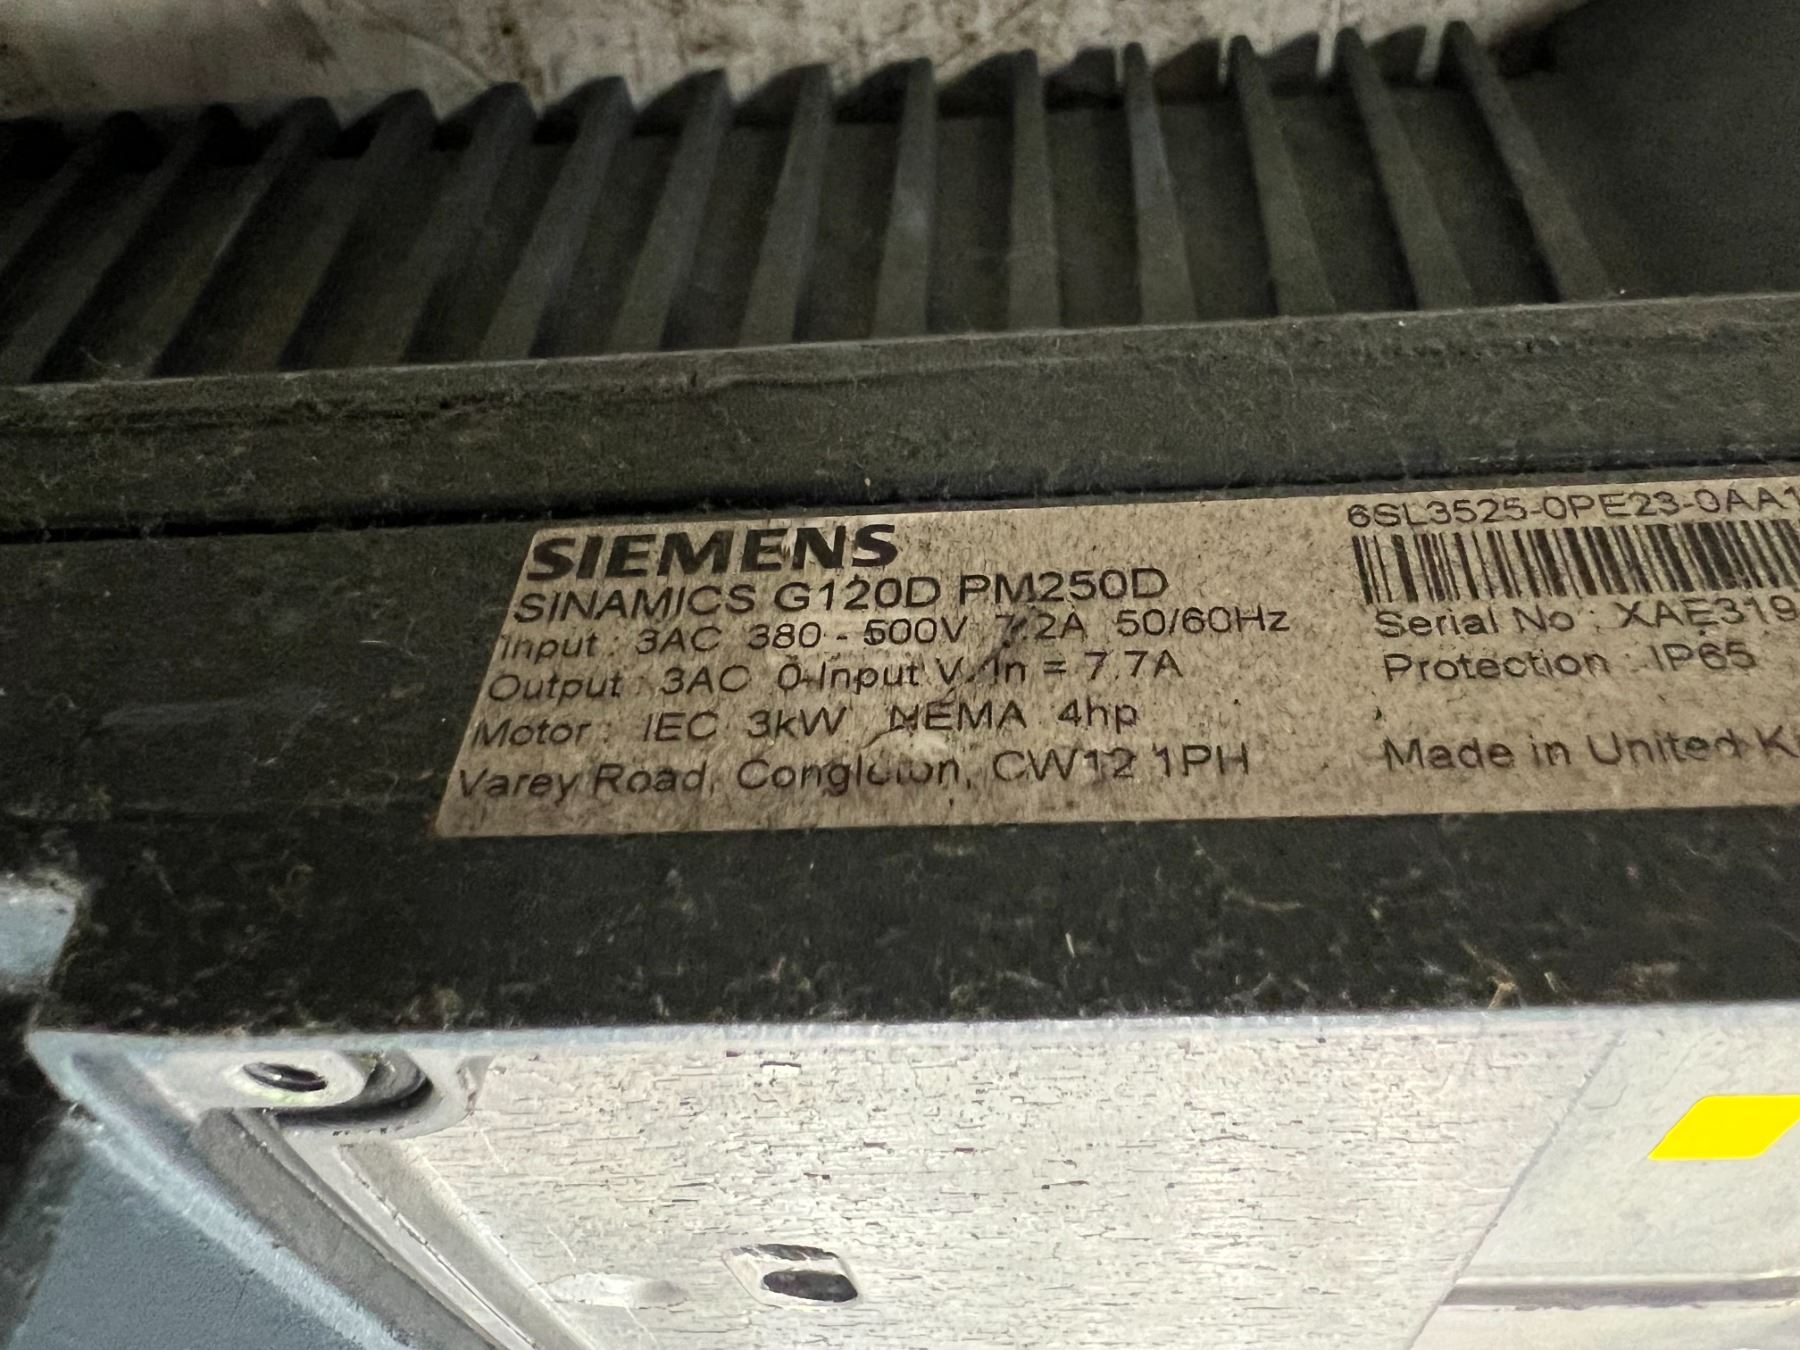 SIEMENS
SINAMICS G120D PM250D
Input : 3AC 380 - 500V 7.2A 50/60Hz
Output : 3AC 0-Input V. In = 7.7A
Motor : IEC 3kW NEMA 4hp
Varey Road, Congleton, CW12 1PH
6SL3525-0PE23-0AA1
Serial No : XAE319
Protection : IP65
Made in United